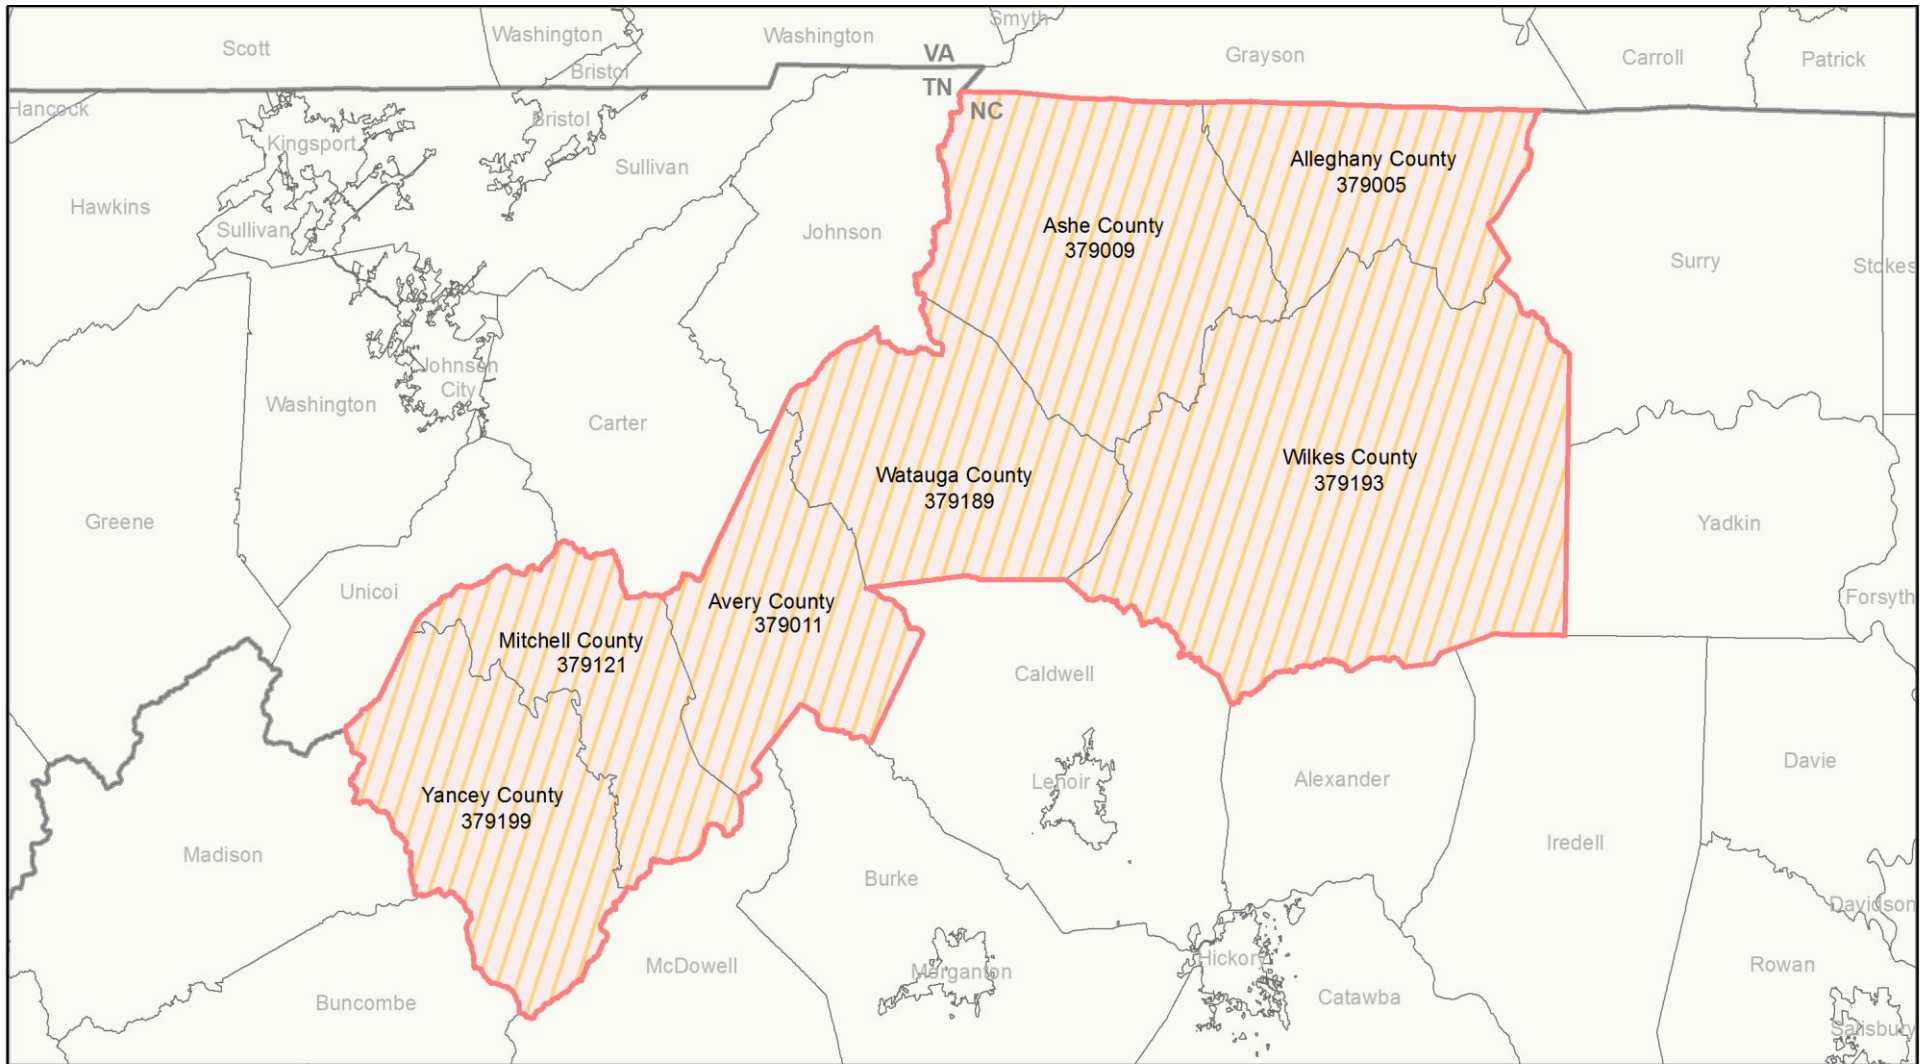 Smyth
Scott
Washington
Washington
Grayson
Carroll
Patrick
VA
Bristol
TN
Hancock
NC
Kingsport
Bristol
Sullivan
Alleghany County
379005
Hawkins
Sullivan
Johnson
Ashe County
379009
Surry
Stokes
Johnson
City
Washington
Carter
Watauga County
379189
Wilkes County
379193
Greene
Yadkin
Unicoi
Avery County
379011
Forsyth
Mitchell County
379121
Caldwell
Yancey County
379199
Lenoir
Alexander
Davie
Madison
Iredell
Burke
Davidson
McDowell
Morganton
Hickory
Rowan
Buncombe
Catawba
Salisbury